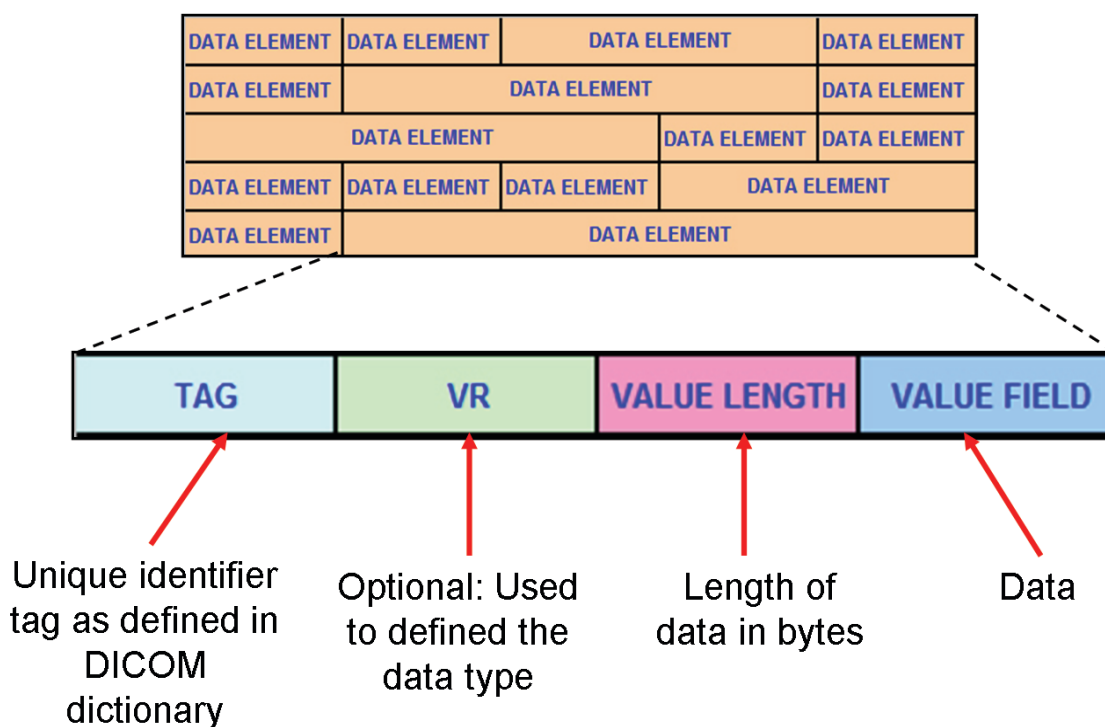 DATA ELEMENT DATA ELEMENT DATA ELEMENT DATA ELEMENT
DATA ELEMENT DATA ELEMENT DATA ELEMENT
DATA ELEMENT DATA ELEMENT DATA ELEMENT
DATA ELEMENT DATA ELEMENT DATA ELEMENT DATA ELEMENT
DATA ELEMENT DATA ELEMENT
TAG VR VALUE LENGTH VALUE FIELD
Unique identifier
tag as defined in
DICOM
dictionary
Optional: Used
to defined the
data type
Length of
data in bytes
Data